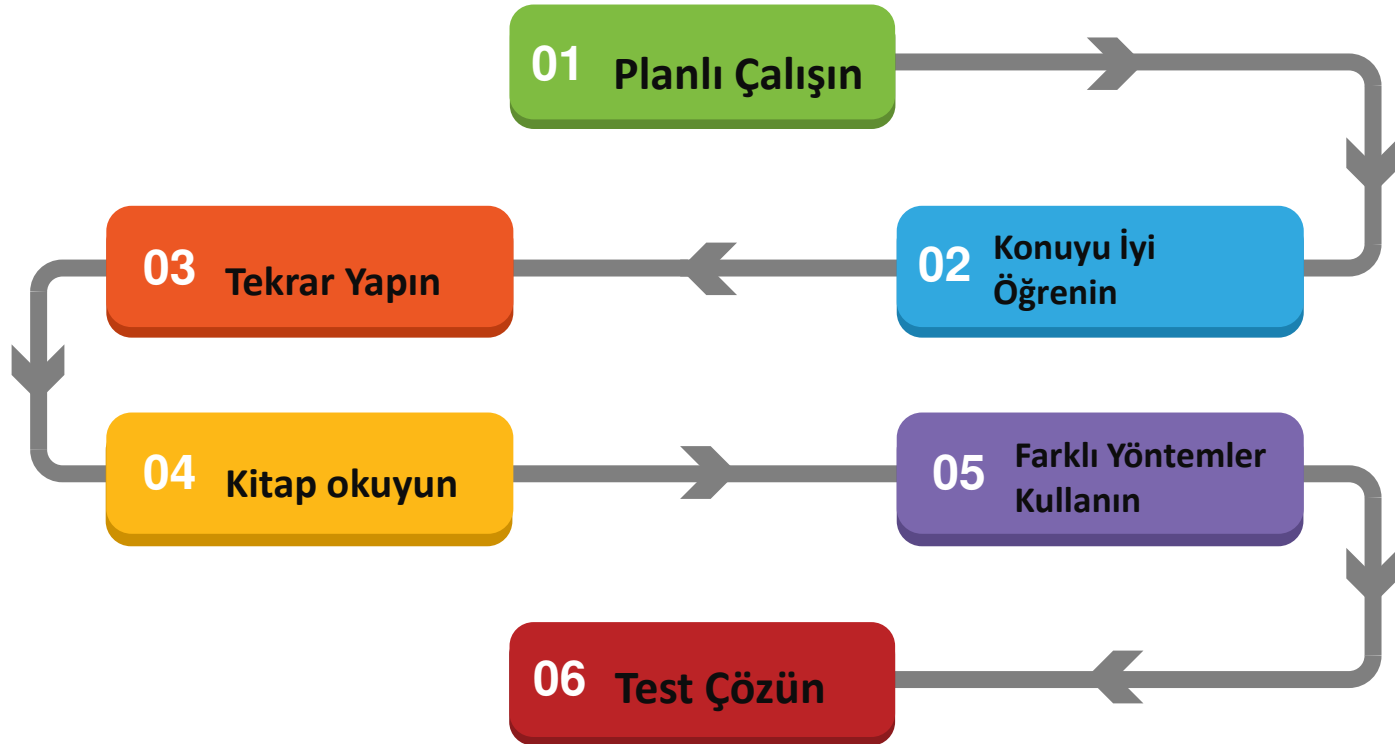 01 Planlı Çalışın
02 Konuyu İyi
Öğrenin
03 Tekrar Yapın
04 Kitap okuyun
05 Farklı Yöntemler
Kullanın
06 Test Çözün